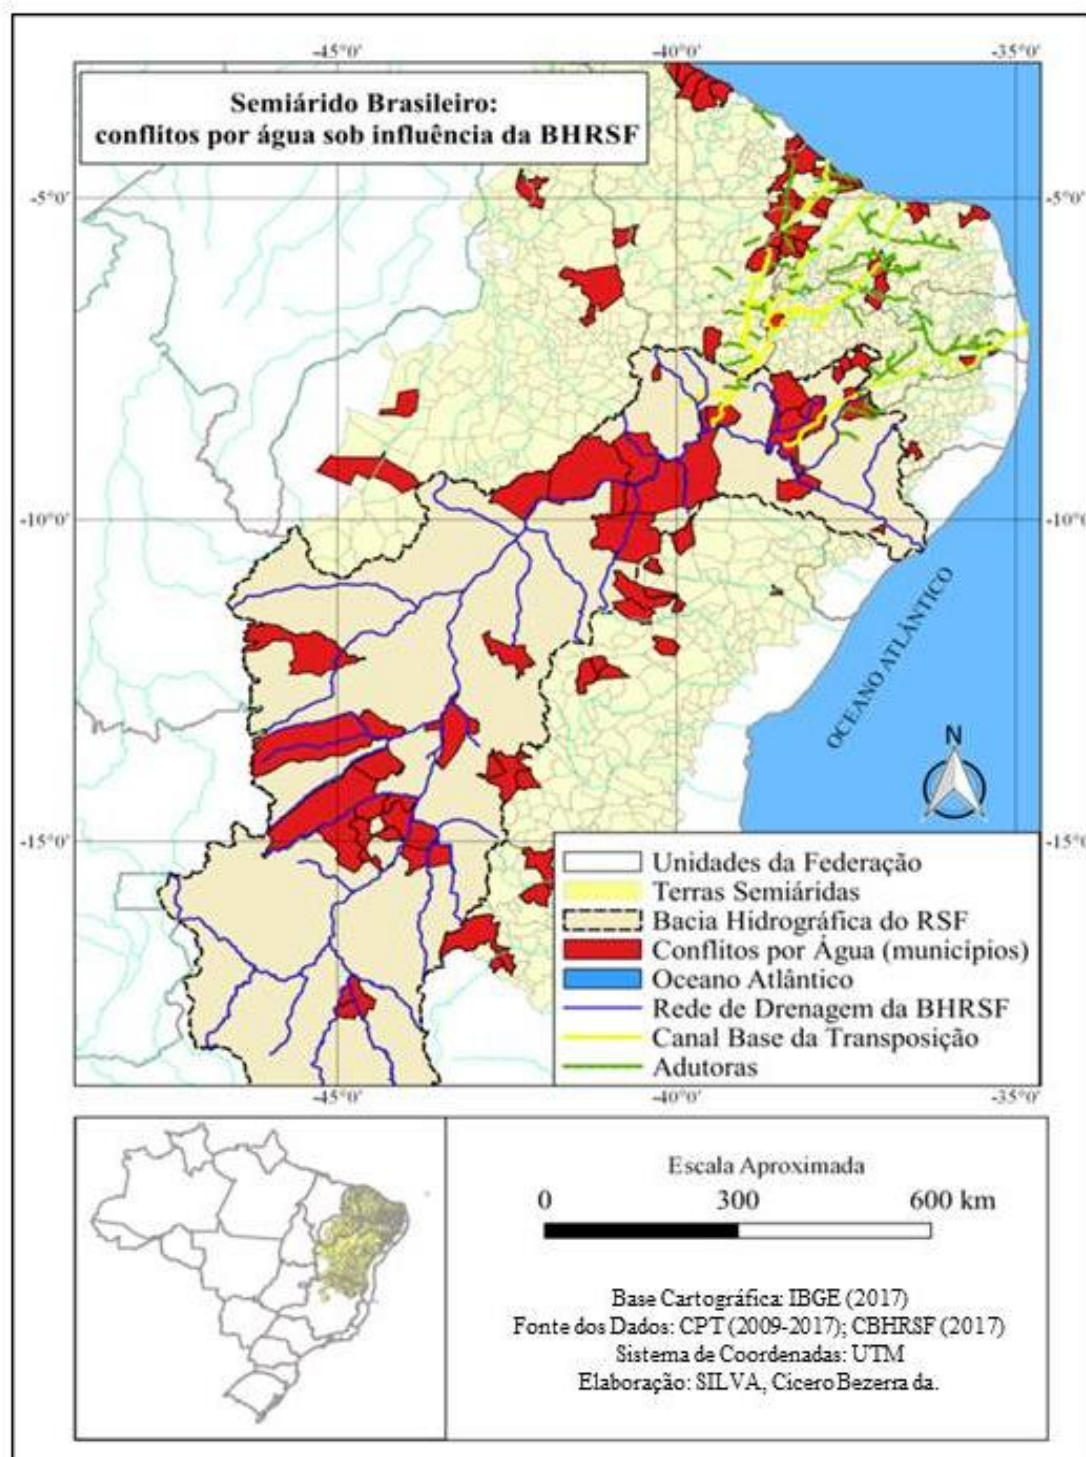 -45°0'
-40°0'
-35°0'
Semiárido Brasileiro:
conflitos por água sob influência da BHRSF
-5°0'
-5°0'
-10°0'
-10°0'
OCEANO ATLÂNTICO
N
-15°0'
-15°0'
Unidades da Federação
Terras Semiáridas
Bacia Hidrográfica do RSF
Conflitos por Água (municípios)
Oceano Atlântico
Rede de Drenagem da BHRSF
Canal Base da Transposição
Adutoras
-45°0'
-40°0'
-35°0'
Escala Aproximada
0 300 600 km
Base Cartográfica: IBGE (2017)
Fonte dos Dados: CPT (2009-2017); CBHRSF (2017)
Sistema de Coordenadas: UTM
Elaboração: SILVA, Cicero Bezerra da.